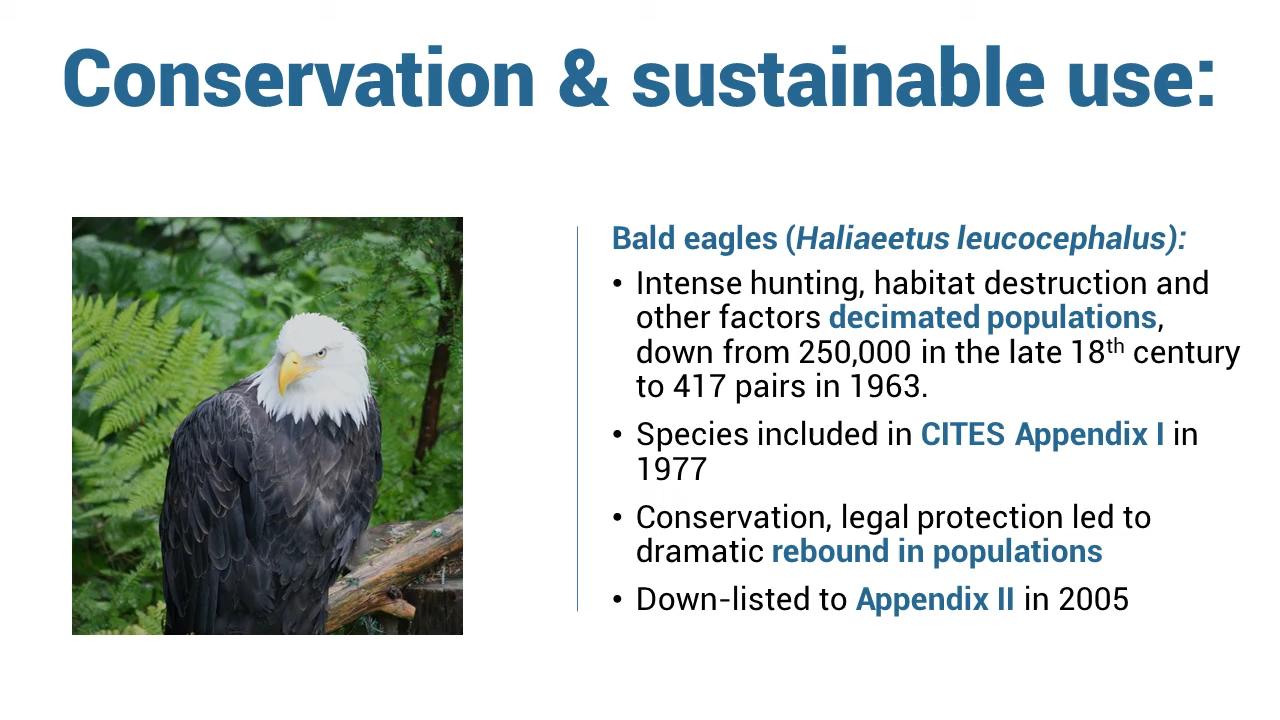 Conservation & sustainable use:
Bald eagles (Haliaeetus leucocephalus):
• Intense hunting, habitat destruction and
other factors decimated populations,
down from 250,000 in the late 18th century
to 417 pairs in 1963.
• Species included in CITES Appendix I in
1977
• Conservation, legal protection led to
dramatic rebound in populations
• Down-listed to Appendix II in 2005